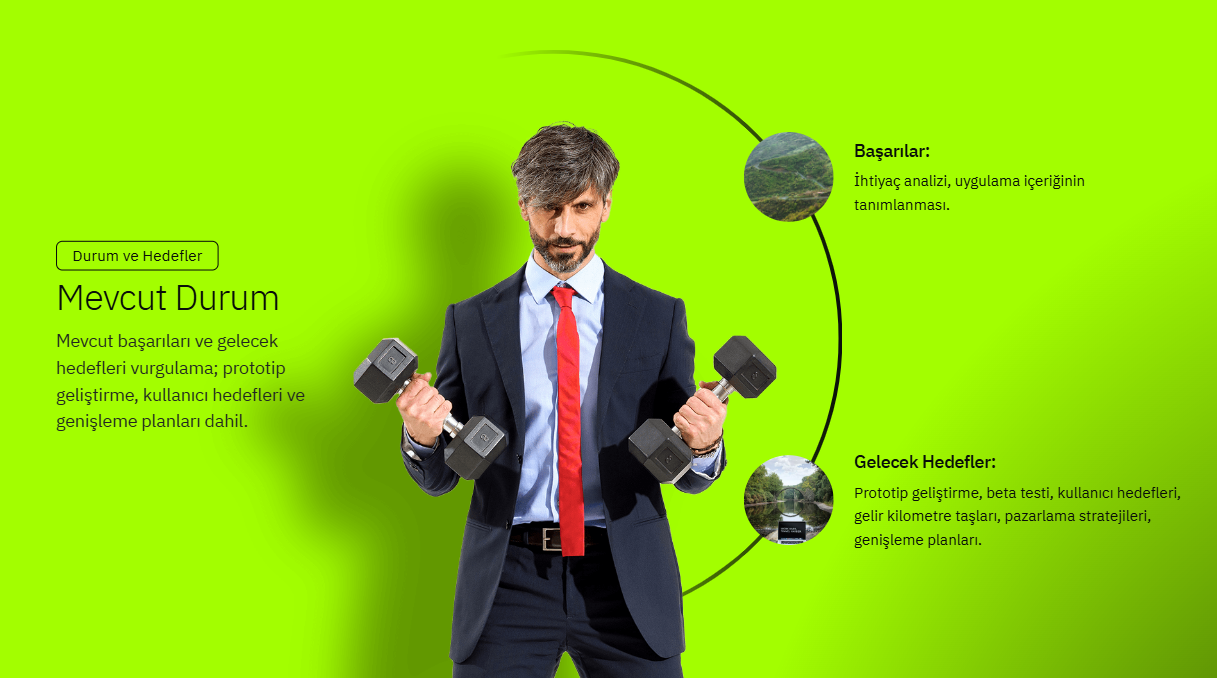 Durum ve Hedefler
Mevcut Durum
Mevcut başarıları ve gelecek
hedefleri vurgulama; prototip
geliştirme, kullanıcı hedefleri ve
genişleme planları dahil.
Başarılar:
İhtiyaç analizi, uygulama içeriğinin
tanımlanması.
Gelecek Hedefler:
Prototip geliştirme, beta testi, kullanıcı hedefleri,
gelir kilometre taşları, pazarlama stratejileri,
genişleme planları.